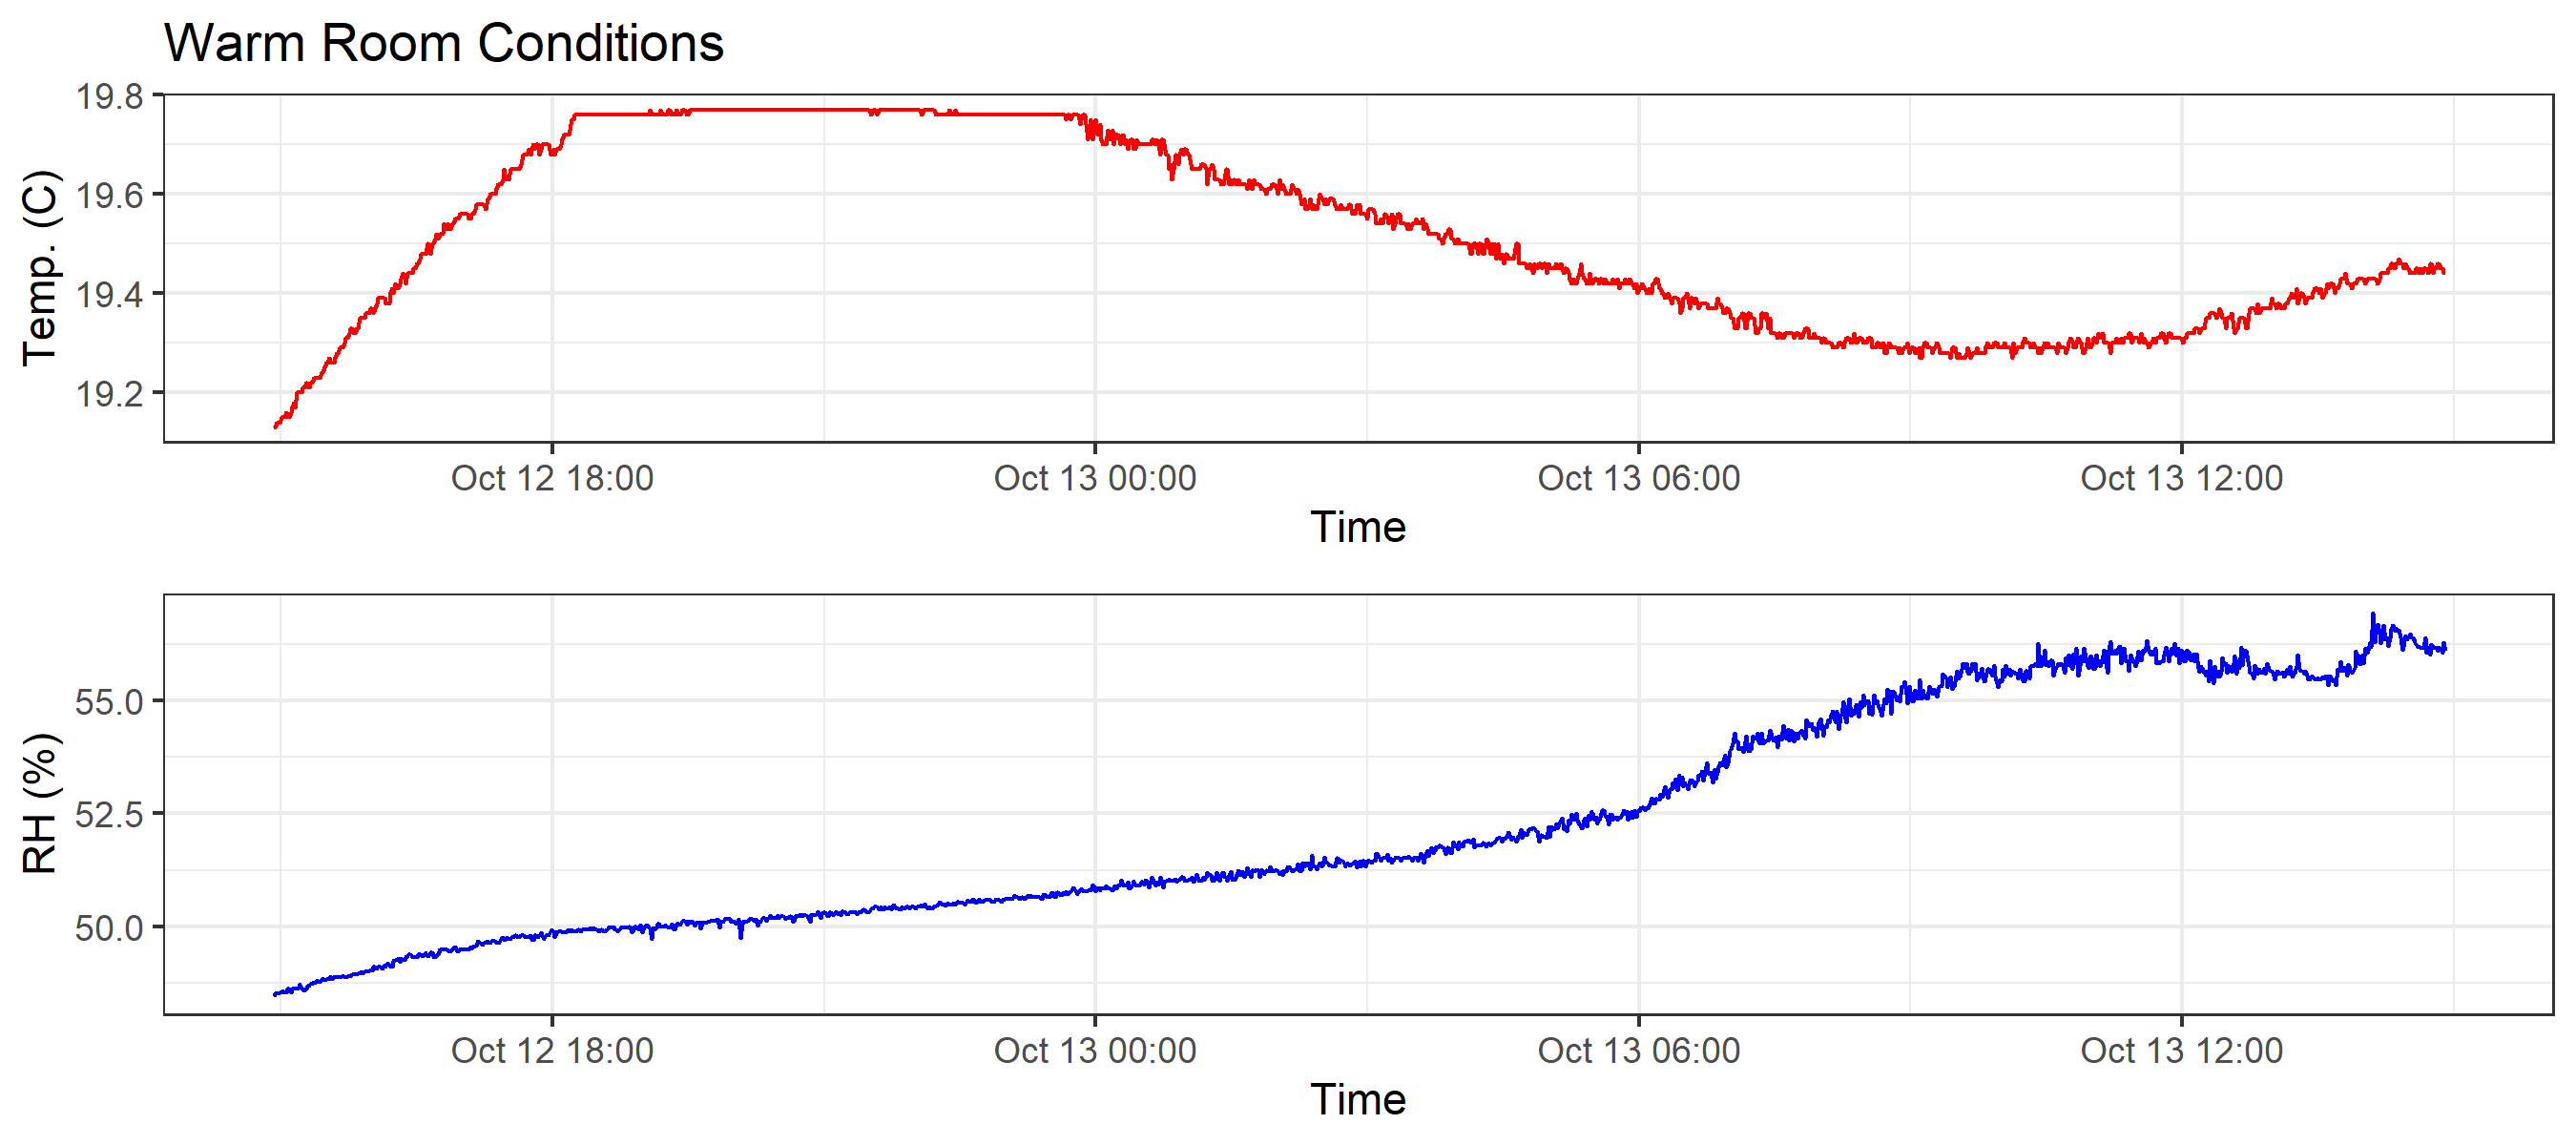 Warm Room Conditions
Temp. (C)
19.8
19.6
19.4
19.2
Oct 12 18:00 Oct 13 00:00 Oct 13 06:00 Oct 13 12:00
Time
RH (%)
55.0
52.5
50.0
Oct 12 18:00 Oct 13 00:00 Oct 13 06:00 Oct 13 12:00
Time